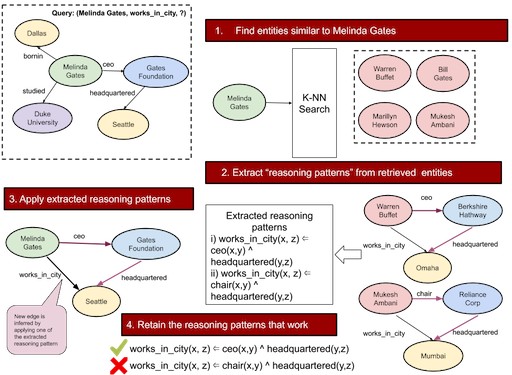 Query: (Melinda Gates, works_in_city, ?)
Dallas
bornin
Melinda
Gates
ceo
Gates
Foundation
studied
headquartered
Duke
University
Seattle
1. Find entities similar to Melinda Gates
Melinda
Gates
K-NN
Search
Warren
Buffet
Bill
Gates
Marillyn
Hewson
Mukesh
Ambani
2. Extract “reasoning patterns” from retrieved entities
Extracted reasoning
patterns
i) works_in_city(x, z) ⇐
ceo(x,y) ^
headquarted(y,z)
ii) works_in_city(x, z) ⇐
chair(x,y) ^
headquartered(y,z)
Warren
Buffet
ceo
Berkshire
Hathway
works_in_city
headquartered
Omaha
Mukesh
Ambani
chair
Reliance
Corp
works_in_city
headquartered
Mumbai
3. Apply extracted reasoning patterns
Melinda
Gates
ceo
Gates
Foundation
works_in_city
headquartered
Seattle
New edge is
inferred by
applying one of
the extracted
reasoning pattern
4. Retain the reasoning patterns that work
works_in_city(x, z) ⇐ ceo(x,y) ^ headquarted(y,z)
works_in_city(x, z) ⇐ chair(x,y) ^ headquartered(y,z)